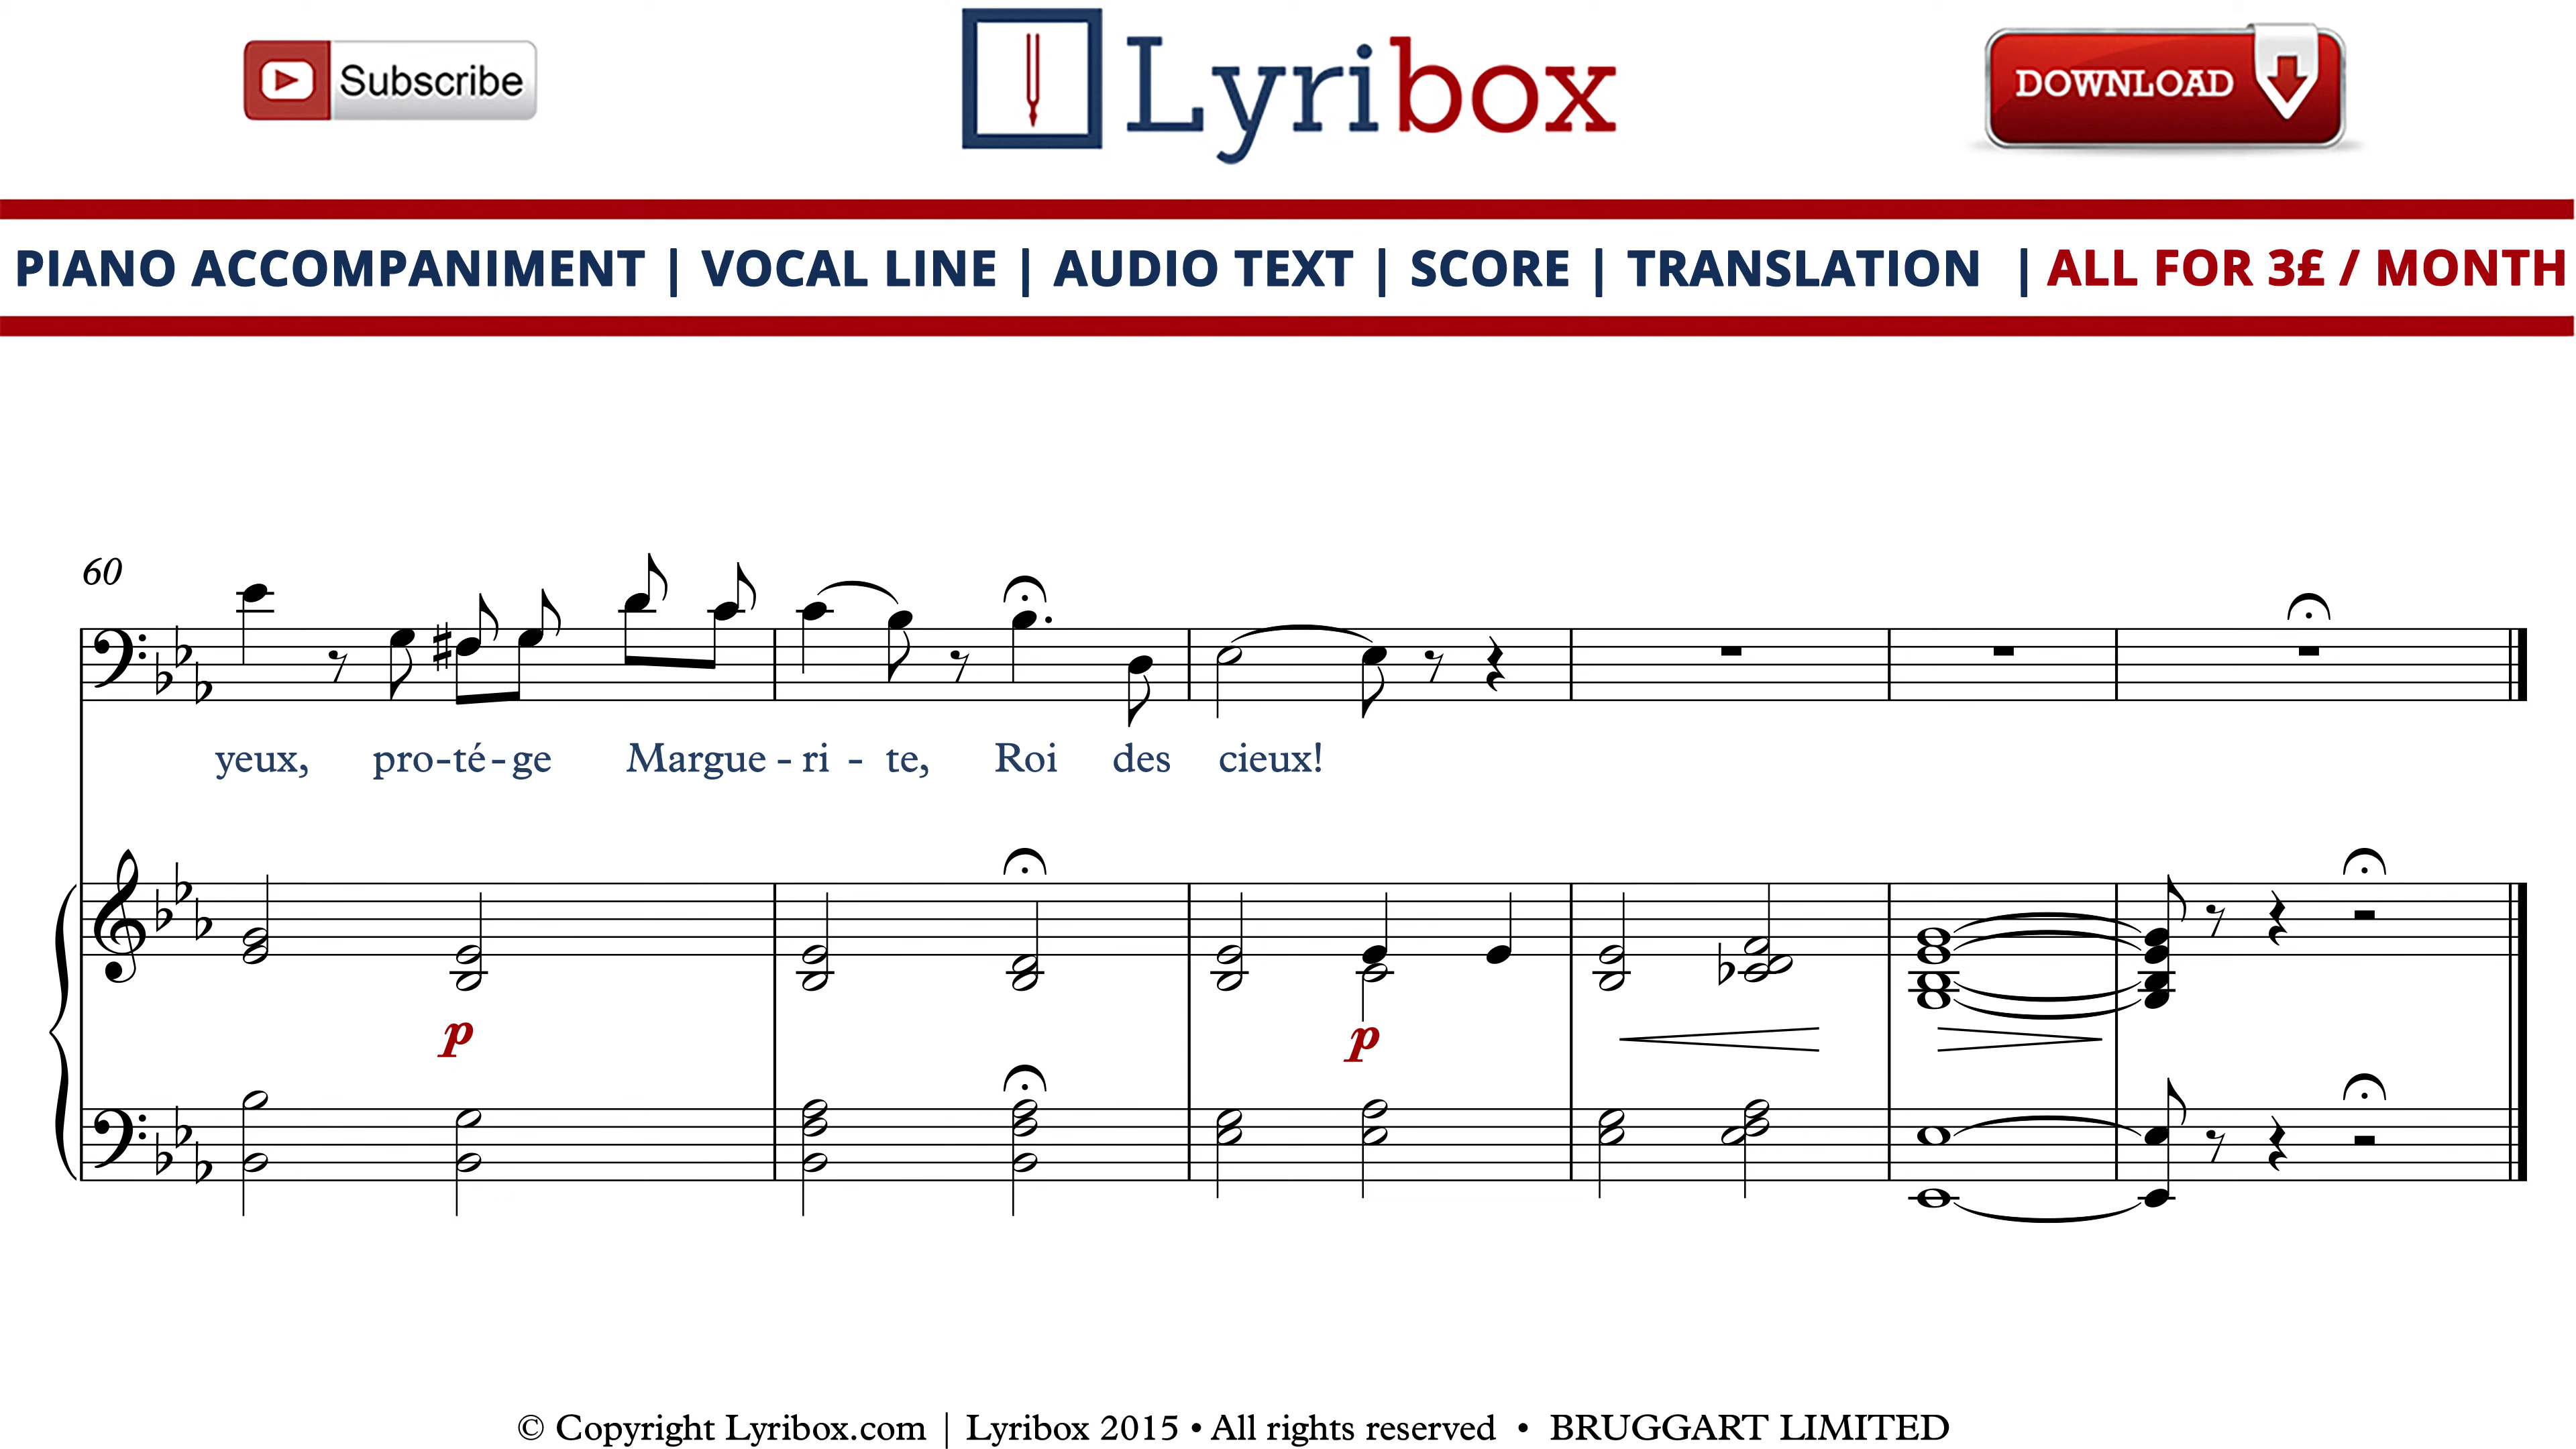 Subscribe
Lyribox
DOWNLOAD
PIANO ACCOMPANIMENT | VOCAL LINE | AUDIO TEXT | SCORE | TRANSLATION | ALL FOR 3£ / MONTH
60
yeux, pro-té-ge Margue-ri-te, Roi des cieux!
p p
© Copyright Lyribox.com | Lyribox 2015 • All rights reserved • BRUGGART LIMITED